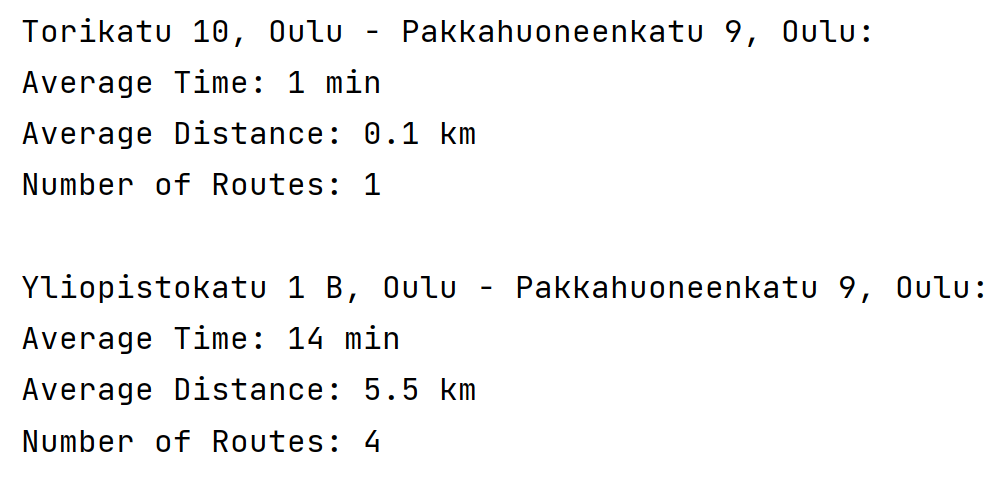 Torikatu 10, Oulu - Pakkahuoneenkatu 9, Oulu:
Average Time: 1 min
Average Distance: 0.1 km
Number of Routes: 1
Yliopistokatu 1 B, Oulu - Pakkahuoneenkatu 9, Oulu:
Average Time: 14 min
Average Distance: 5.5 km
Number of Routes: 4